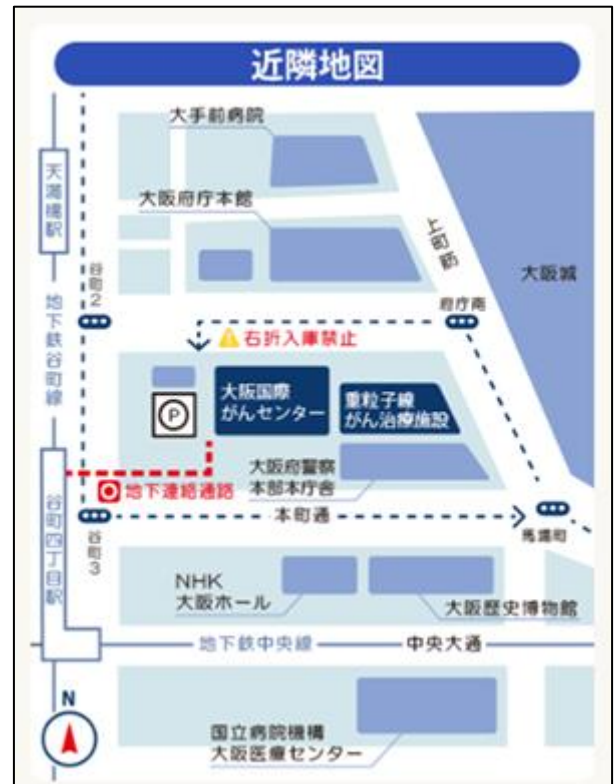 近隣地図
大手前病院
天満橋駅
大阪府庁本館
上町筋
大阪城
谷町2
府庁南
地下鉄谷町線
右折入庫禁止
大阪国際
がんセンター
重粒子線
がん治療施設
P
大阪府警察
本部本庁舎
地下連絡通路
本町通
谷町四丁目駅
谷町3
馬場町
NHK
大阪ホール
大阪歴史博物館
地下鉄中央線
中央大通
N
国立病院機構
大阪医療センター